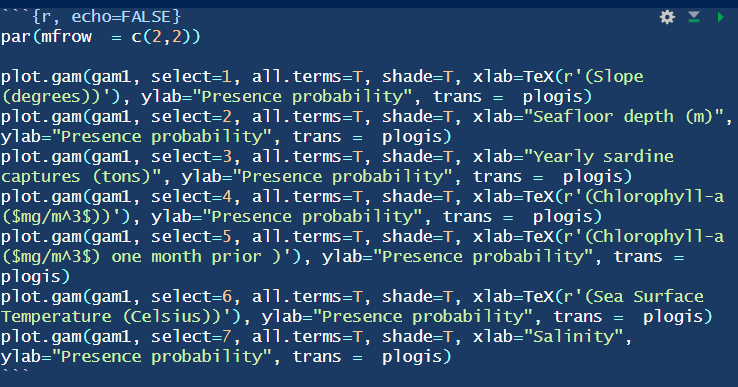 ```{r, echo=FALSE}
par(mfrow  = c(2,2))

plot.gam(gam1, select=1, all.terms=T, shade=T, xlab=TeX(r'(Slope
(degrees))'), ylab="Presence probability", trans =  plogis)
plot.gam(gam1, select=2, all.terms=T, shade=T, xlab="Seafloor depth (m)",
ylab="Presence probability", trans =  plogis)
plot.gam(gam1, select=3, all.terms=T, shade=T, xlab="Yearly sardine
captures (tons)", ylab="Presence probability", trans =  plogis)
plot.gam(gam1, select=4, all.terms=T, shade=T, xlab=TeX(r'(Chlorophyll-a
($mg/m^3$))'), ylab="Presence probability", trans =  plogis)
plot.gam(gam1, select=5, all.terms=T, shade=T, xlab=TeX(r'(Chlorophyll-a
($mg/m^3$) one month prior )'), ylab="Presence probability", trans =
plogis)
plot.gam(gam1, select=6, all.terms=T, shade=T, xlab=TeX(r'(Sea Surface
Temperature (Celsius))'), ylab="Presence probability", trans =  plogis)
plot.gam(gam1, select=7, all.terms=T, shade=T, xlab="Salinity",
ylab="Presence probability", trans =  plogis)
```